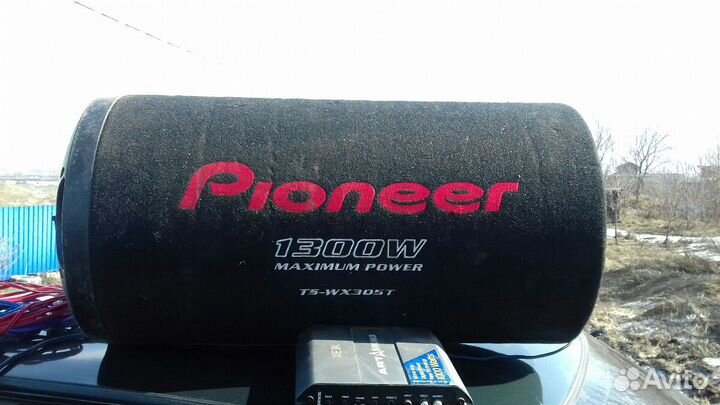 Pioneer
1300W
MAXIMUM POWER
TS-WX305T
Avito